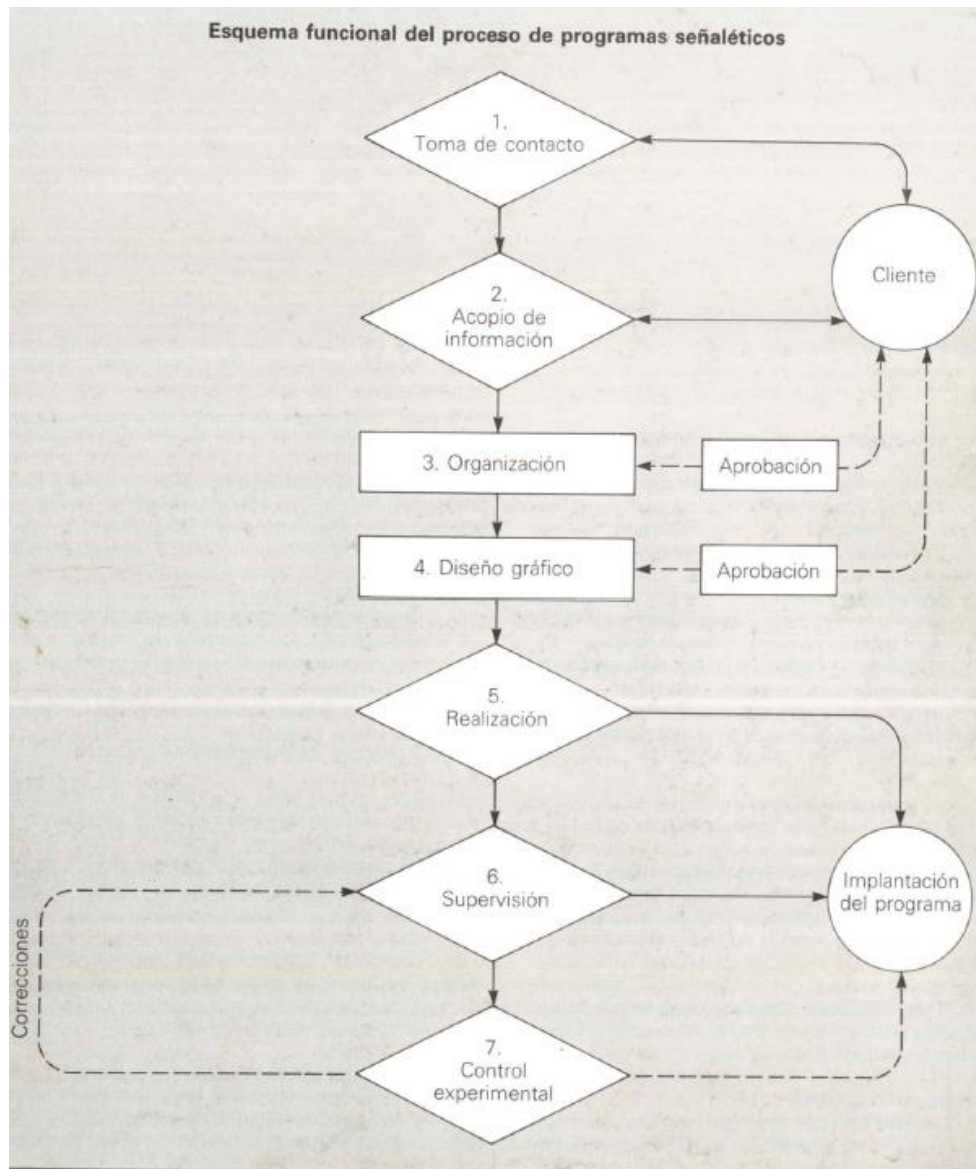 Esquema funcional del proceso de programas señaléticos
1.
Toma de contacto
Cliente
2.
Acopio de
información
3. Organización
Aprobación
4. Diseño gráfico
Aprobación
5.
Realización
6.
Supervisión
Implantación
del programa
Correcciones
7.
Control
experimental